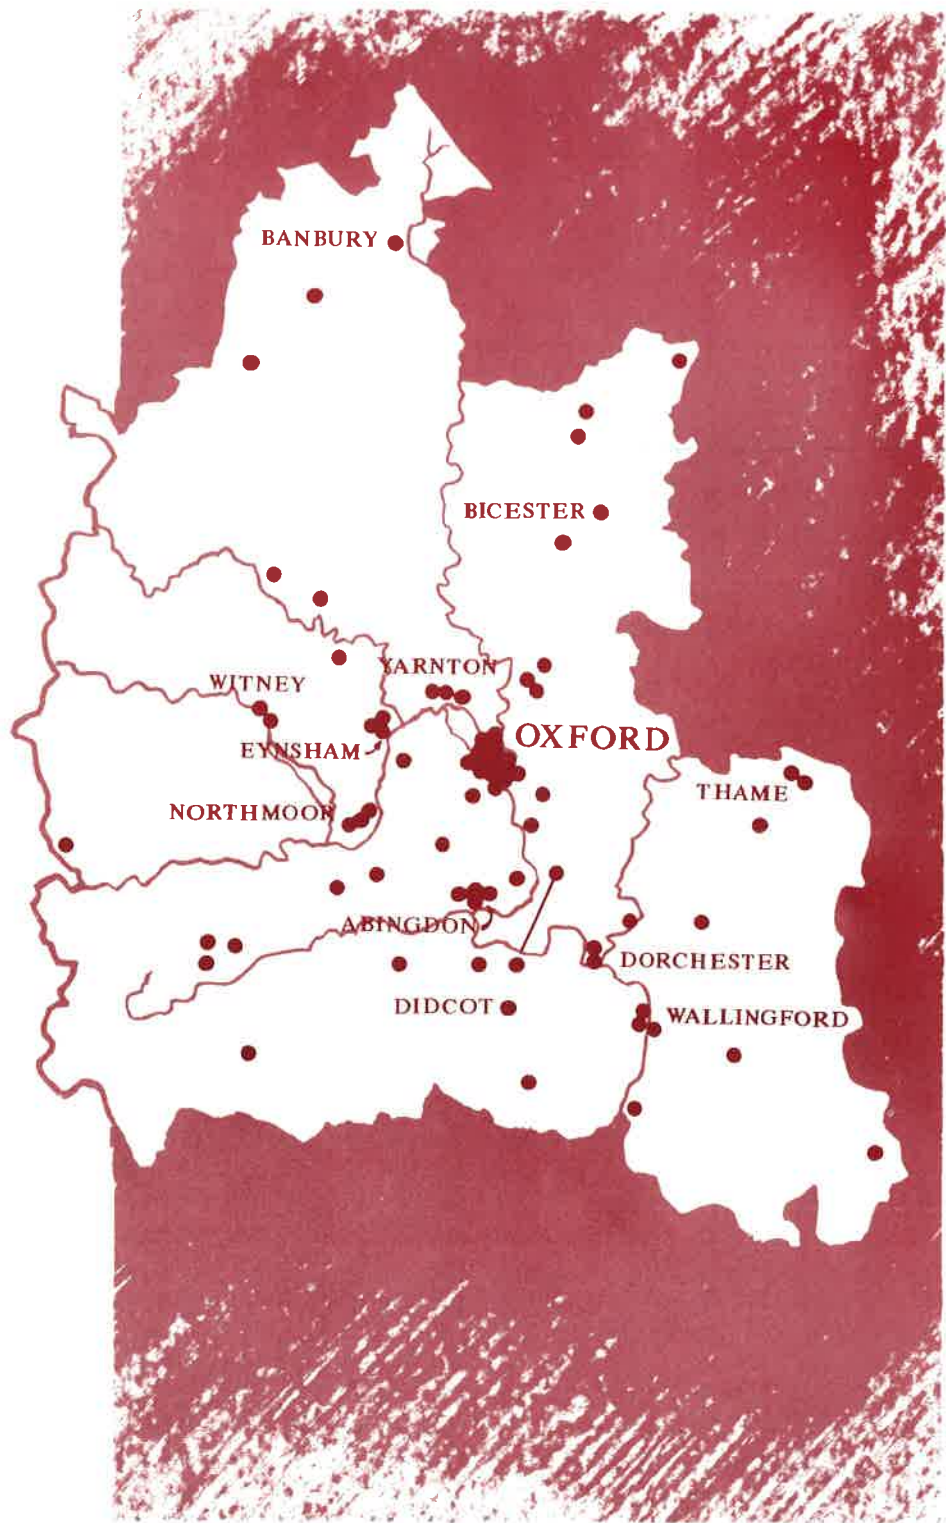 BANBURY
BICESTER
YARNTON
WITNEY
OXFORD
EYNSHAM
THAME
NORTHMOOR
ABINGDON
DORCHESTER
DIDCOT
WALLINGFORD